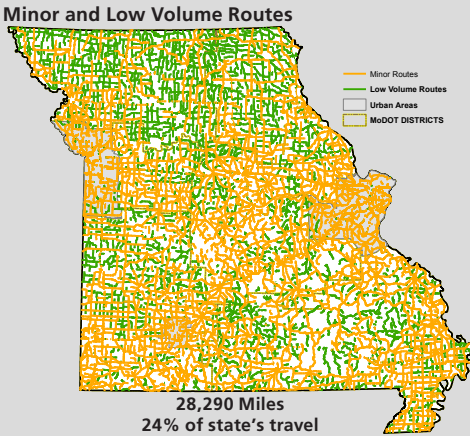 Minor and Low Volume Routes
Minor Routes
Low Volume Routes
Urban Areas
MoDOT DISTRICTS
28,290 Miles
24% of state's travel